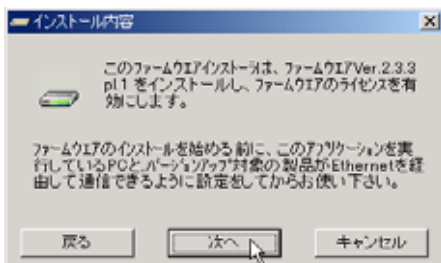 インストール内容
このファームウエアインストーラは、ファームウエアVer.2.3.3
pl1 をインストールし、ファームウエアのライセンスを有
効にします。
ファームウエアのインストールを始める前に、このアプリケーションを実
行しているPCと、バージョンアップ対象の製品がEthernetを経
由して通信できるように設定をしてからお使い下さい。
戻る
次へ
キャンセル